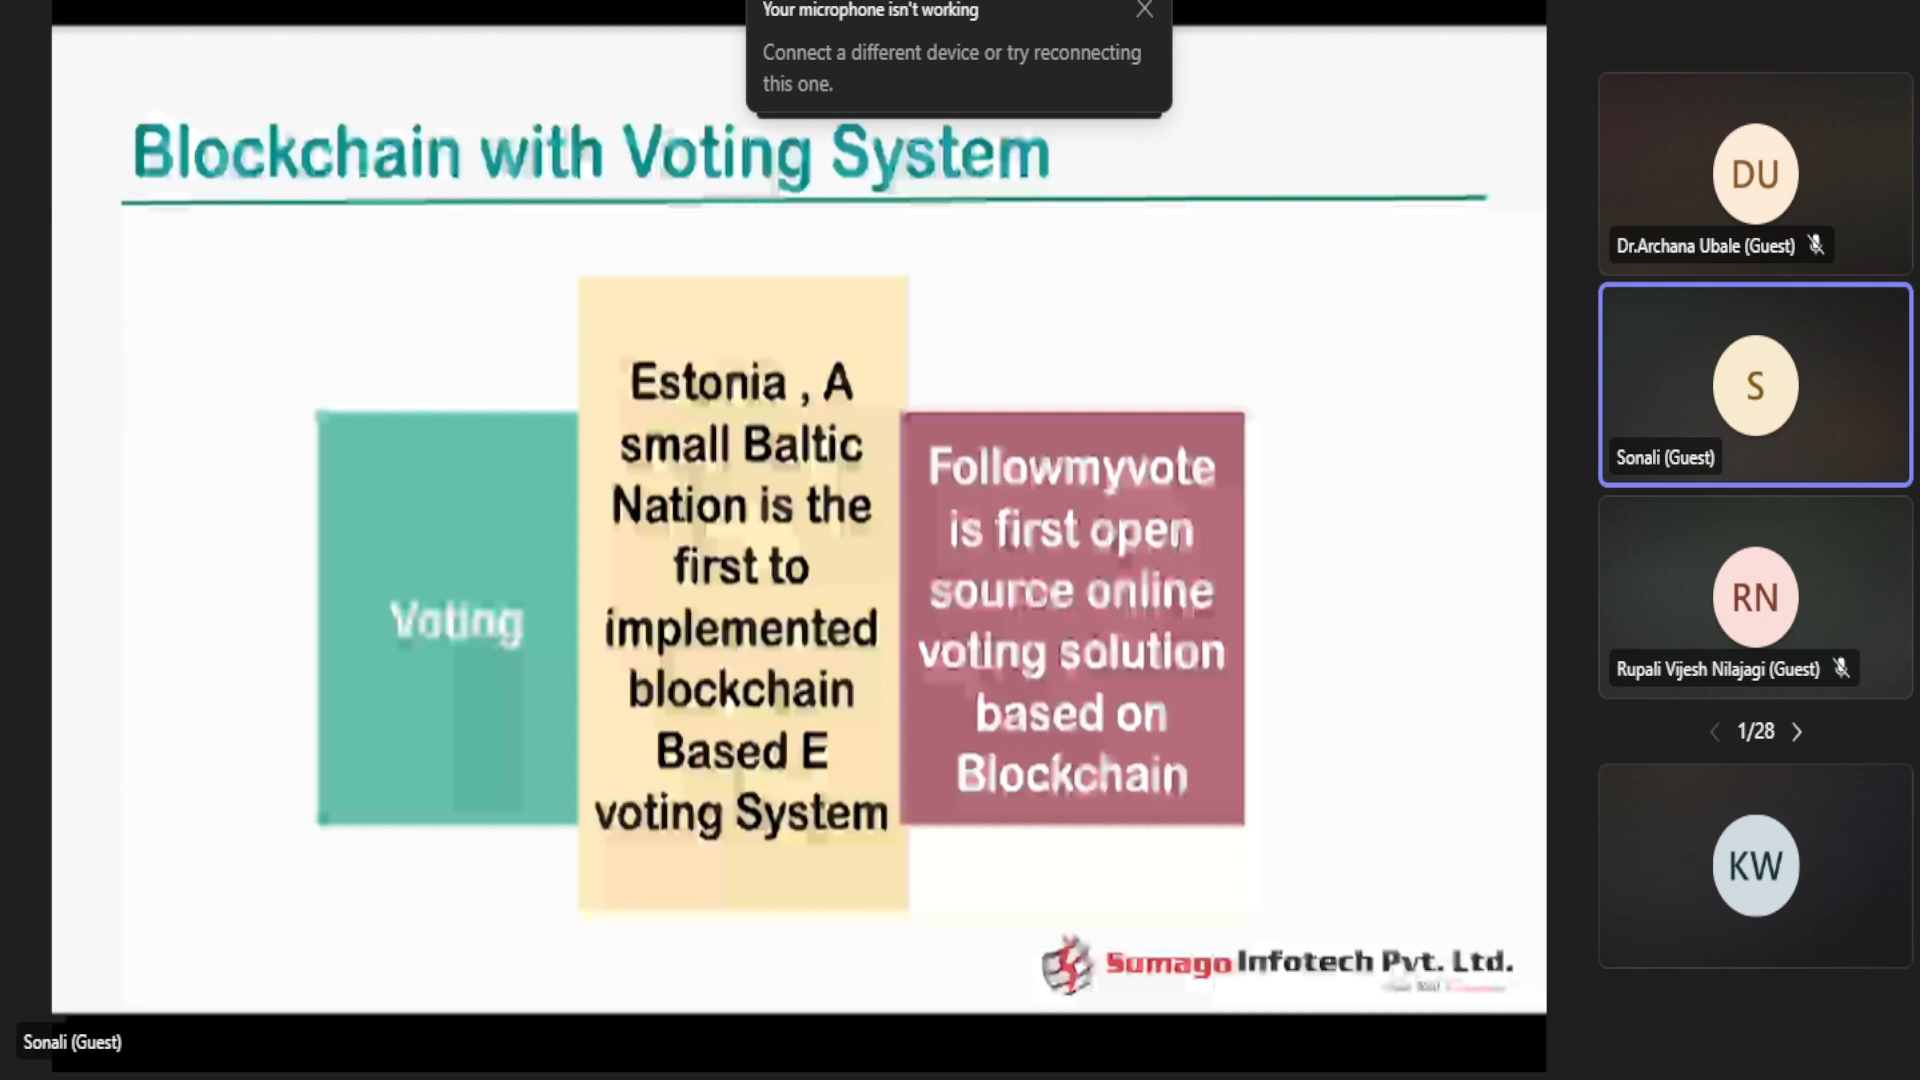 Your microphone isn't working
Connect a different device or try reconnecting
this one.
Blockchain with Voting System
Voting
Estonia , A
small Baltic
Nation is the
first to
implemented
blockchain
Based E
voting System
Followmyvote
is first open
source online
voting solution
based on
Blockchain
Sumago Infotech Pvt. Ltd.
Sonali (Guest)
DU
Dr.Archana Ubale (Guest)
S
Sonali (Guest)
RN
Rupali Vijesh Nilajagi (Guest)
1/28
KW